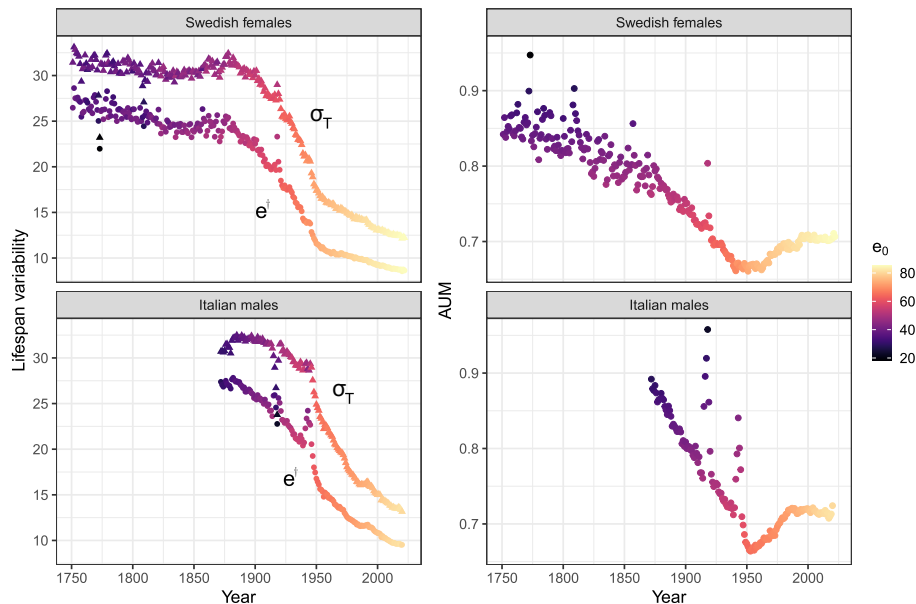 Swedish females
Swedish females
30
25
20
15
10
σT
e†
0.9
0.8
0.7
Lifespan variability
AUM
e0
80
60
40
20
Italian males
Italian males
30
25
20
15
10
σT
e†
0.9
0.8
0.7
1750 1800 1850 1900 1950 2000
1750 1800 1850 1900 1950 2000
Year
Year